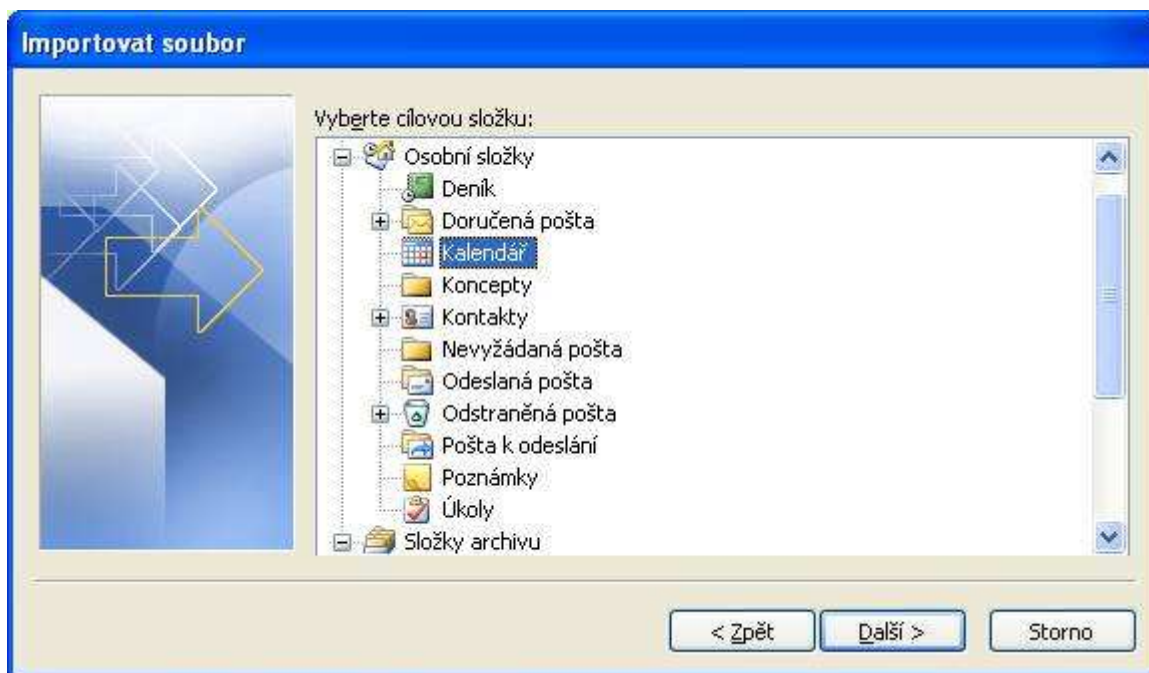 Importovat soubor
Vyberte cílovou složku:
Osobní složky
Deník
Doručená pošta
Kalendář
Koncepty
Kontakty
Nevyžádaná pošta
Odeslaná pošta
Odstraněná pošta
Pošta k odeslání
Poznámky
Úkoly
Složky archivu
< Zpět Další > Storno